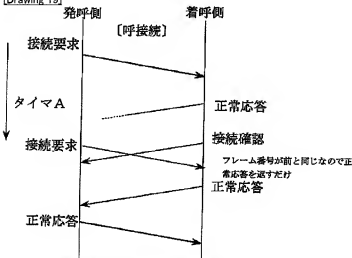 [Drawing 19]
発呼側
着呼側
〔呼接続〕
接続要求
タイマA
正常応答
接続確認
接続要求
フレーム番号が前と同じなので正
常応答を返すだけ
正常応答
正常応答